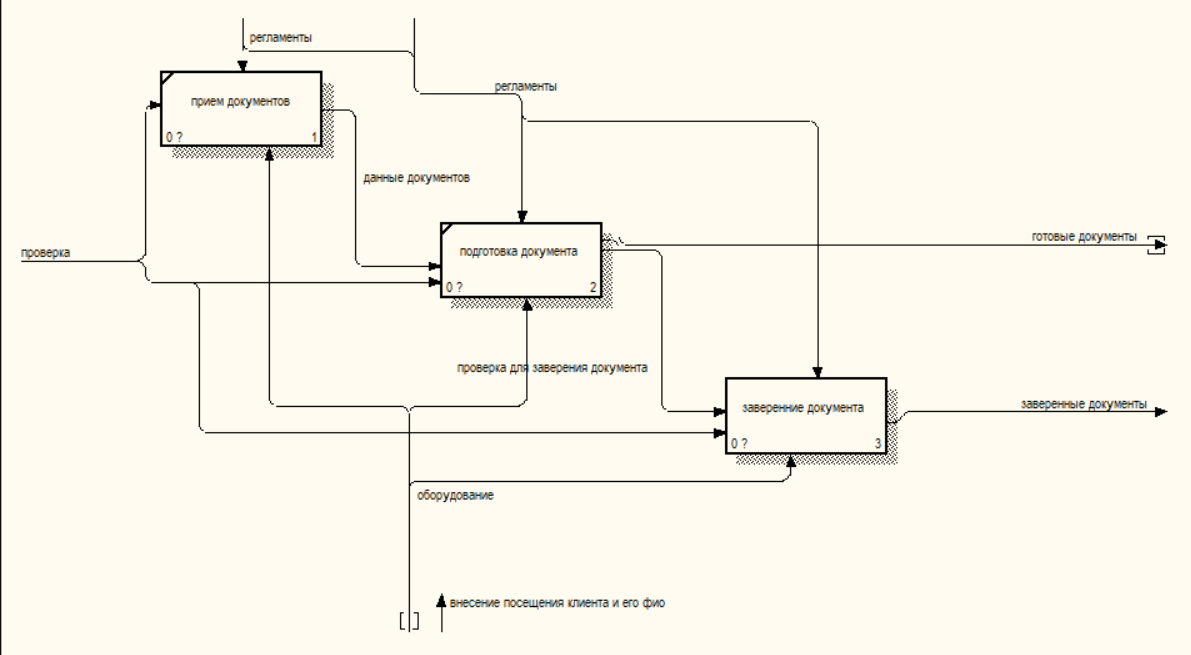 регламенты
регламенты
прием документов
0 ?
1
данные документов
проверка
подготовка документа
0 ?
2
готовые документы
проверка для заверения документа
заверенние документа
0 ?
3
заверенные документы
оборудование
внесение посещения клиента и его фио